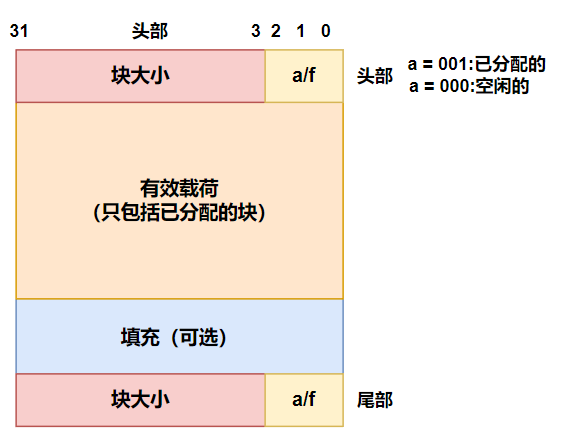 31 头部 3 2 1 0
块大小 a/f 头部
a = 001:已分配的
a = 000:空闲的
有效载荷
（只包括已分配的块）
填充（可选）
块大小 a/f 尾部